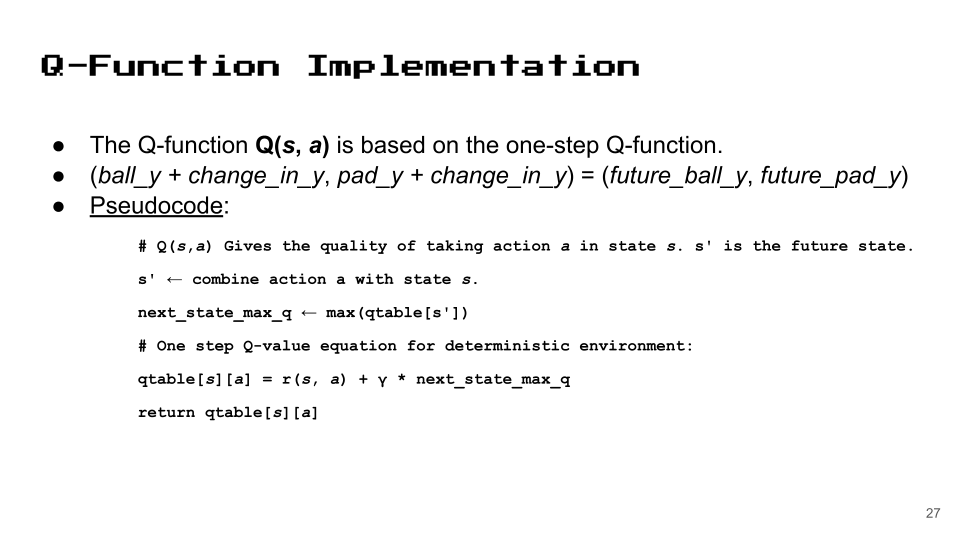 Q-Function Implementation
● The Q-function Q(s, a) is based on the one-step Q-function.
● (ball_y + change_in_y, pad_y + change_in_y) = (future_ball_y, future_pad_y)
● Pseudocode:
# Q(s,a) Gives the quality of taking action a in state s. s' is the future state.
s' ← combine action a with state s.
next_state_max_q ← max(qtable[s'])
# One step Q-value equation for deterministic environment:
qtable[s][a] = r(s, a) + γ * next_state_max_q
return qtable[s][a]
27